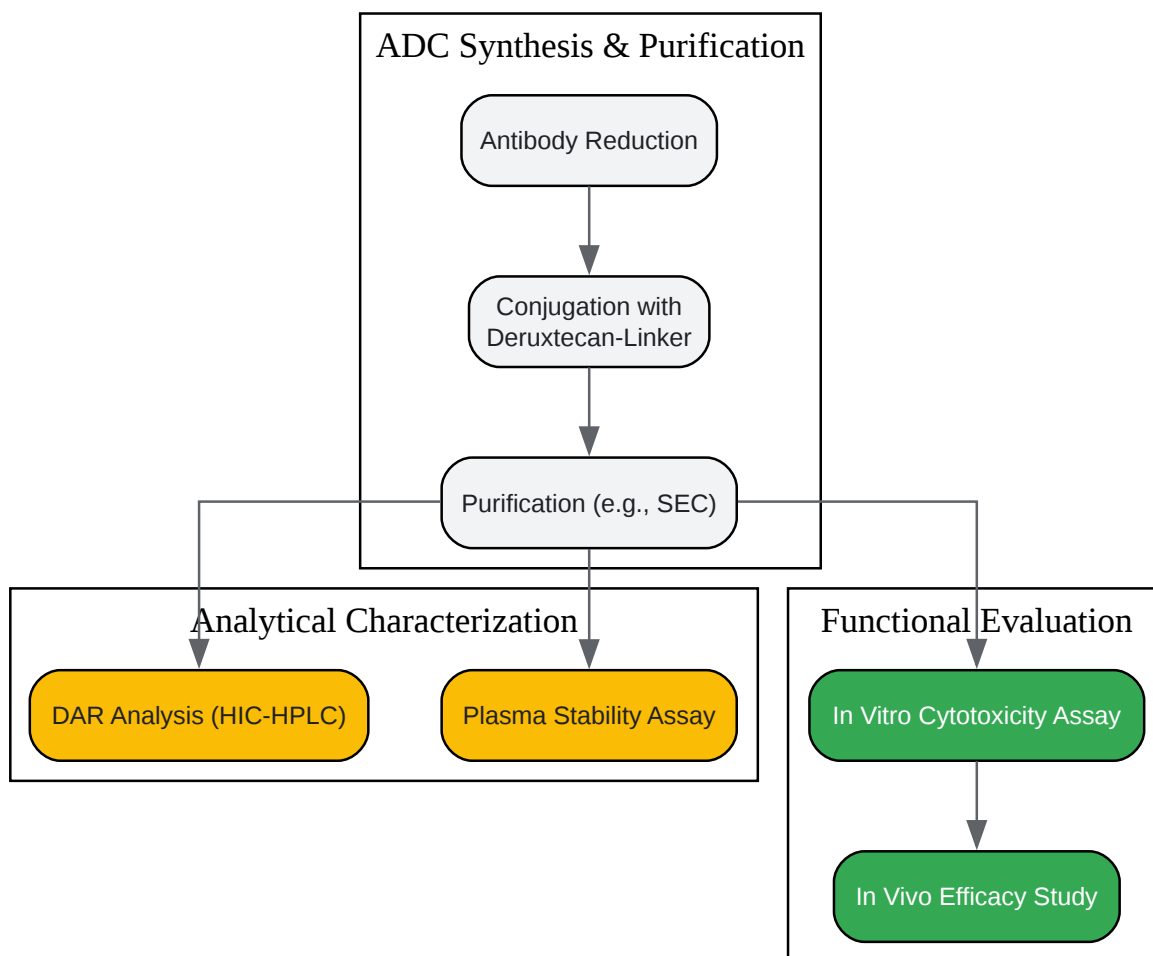 ADC Synthesis & Purification
Antibody Reduction
Conjugation with
Deruxtecan-Linker
Purification (e.g., SEC)
Analytical Characterization
DAR Analysis (HIC-HPLC)
Plasma Stability Assay
Functional Evaluation
In Vitro Cytotoxicity Assay
In Vivo Efficacy Study